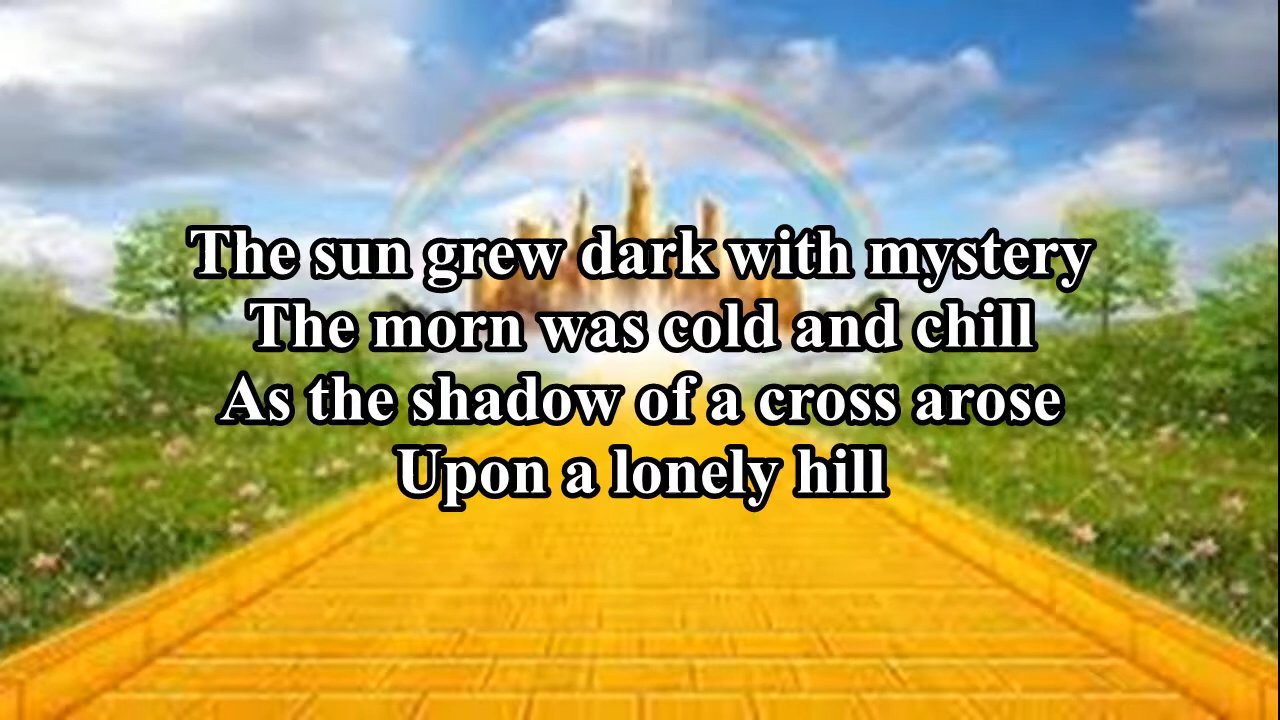 The sun grew dark with mystery
The morn was cold and chill
As the shadow of a cross arose
Upon a lonely hill